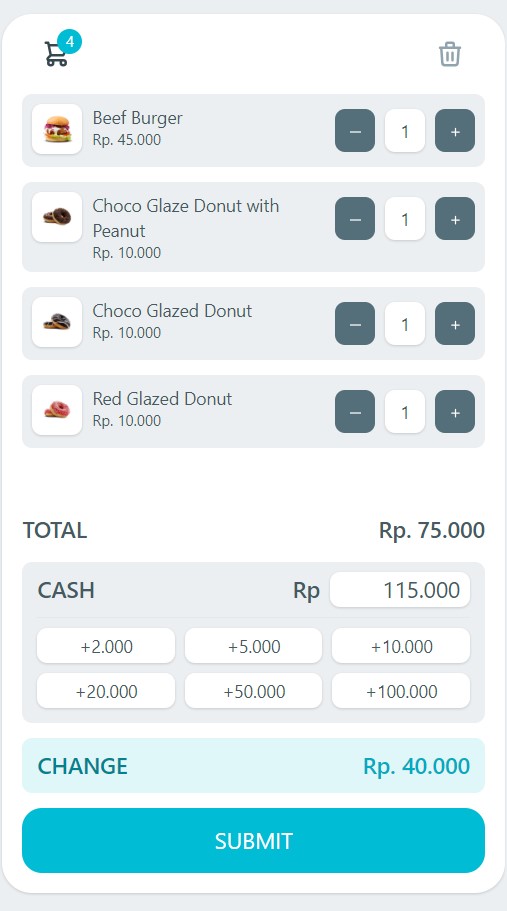 4
Beef Burger
Rp. 45.000
− 1 +
Choco Glaze Donut with
Peanut
Rp. 10.000
− 1 +
Choco Glazed Donut
Rp. 10.000
− 1 +
Red Glazed Donut
Rp. 10.000
− 1 +
TOTAL Rp. 75.000
CASH Rp 115.000
+2.000 +5.000 +10.000
+20.000 +50.000 +100.000
CHANGE Rp. 40.000
SUBMIT